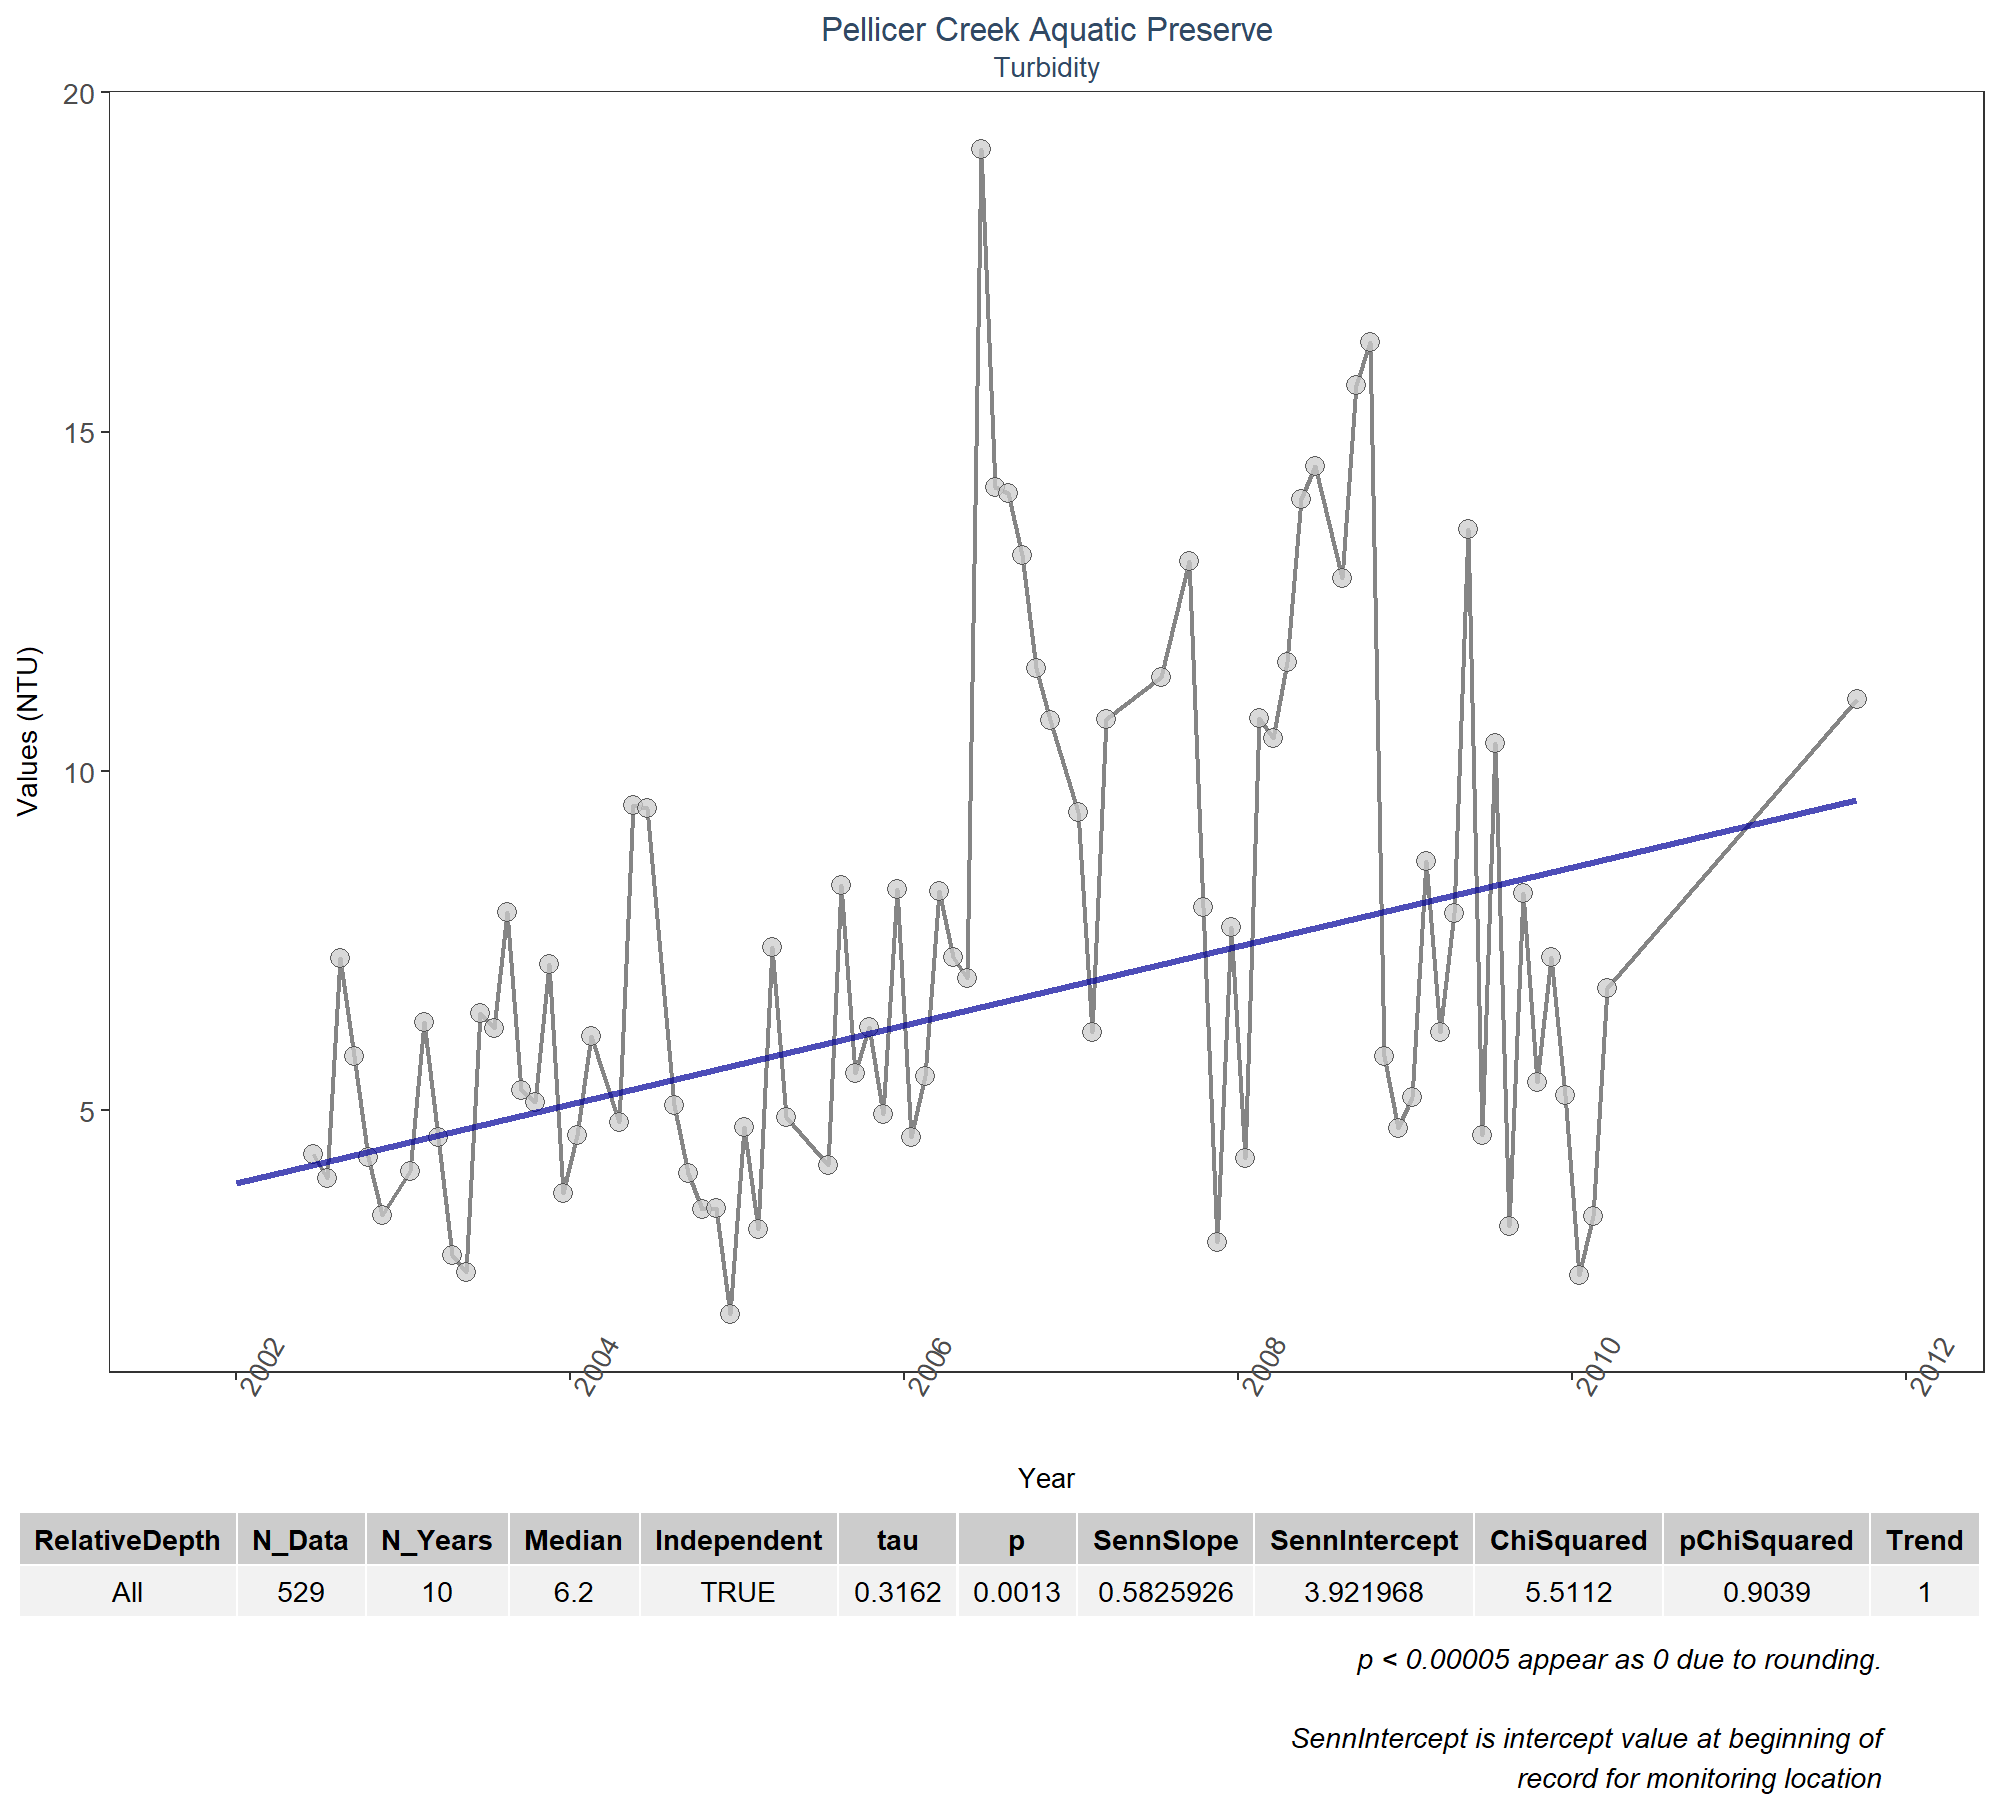 Pellicer Creek Aquatic Preserve
Turbidity
20
15
10
5
Values (NTU)
2002 2004 2006 2008 2010 2012
Year
RelativeDepth N_Data N_Years Median Independent tau p SennSlope SennIntercept ChiSquared pChiSquared Trend
All 529 10 6.2 TRUE 0.3162 0.0013 0.5825926 3.921968 5.5112 0.9039 1
p < 0.00005 appear as 0 due to rounding.
SennIntercept is intercept value at beginning of
record for monitoring location